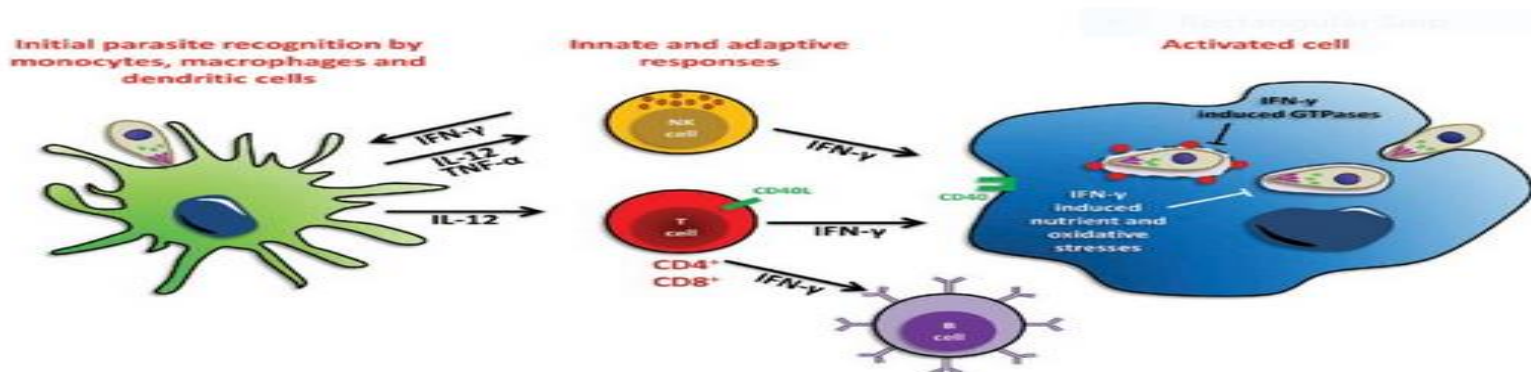 Initial parasite recognition by
monocytes, macrophages and
dendritic cells
Innate and adaptive
responses
Activated cell
IFN-γ
IL-12
TNF-α
IL-12
NK
cell
T
cell
CD40L
CD4⁺
CD8⁺
IFN-γ
IFN-γ
IFN-γ
B
cell
CD40
IFN-γ
induced GTPases
IFN-γ
induced
nutrient and
oxidative
stresses